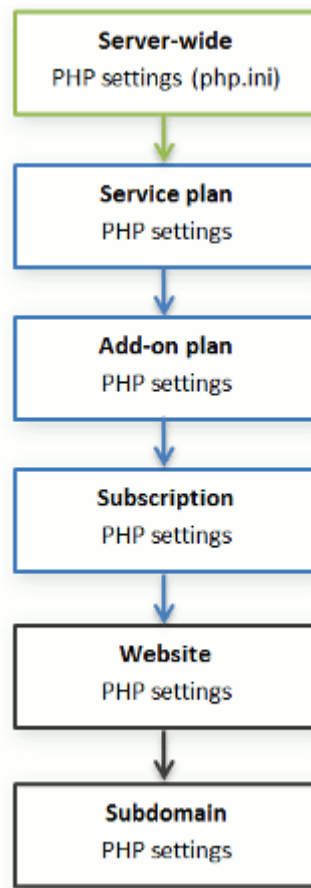 Server-wide
PHP settings (php.ini)
Service plan
PHP settings
Add-on plan
PHP settings
Subscription
PHP settings
Website
PHP settings
Subdomain
PHP settings